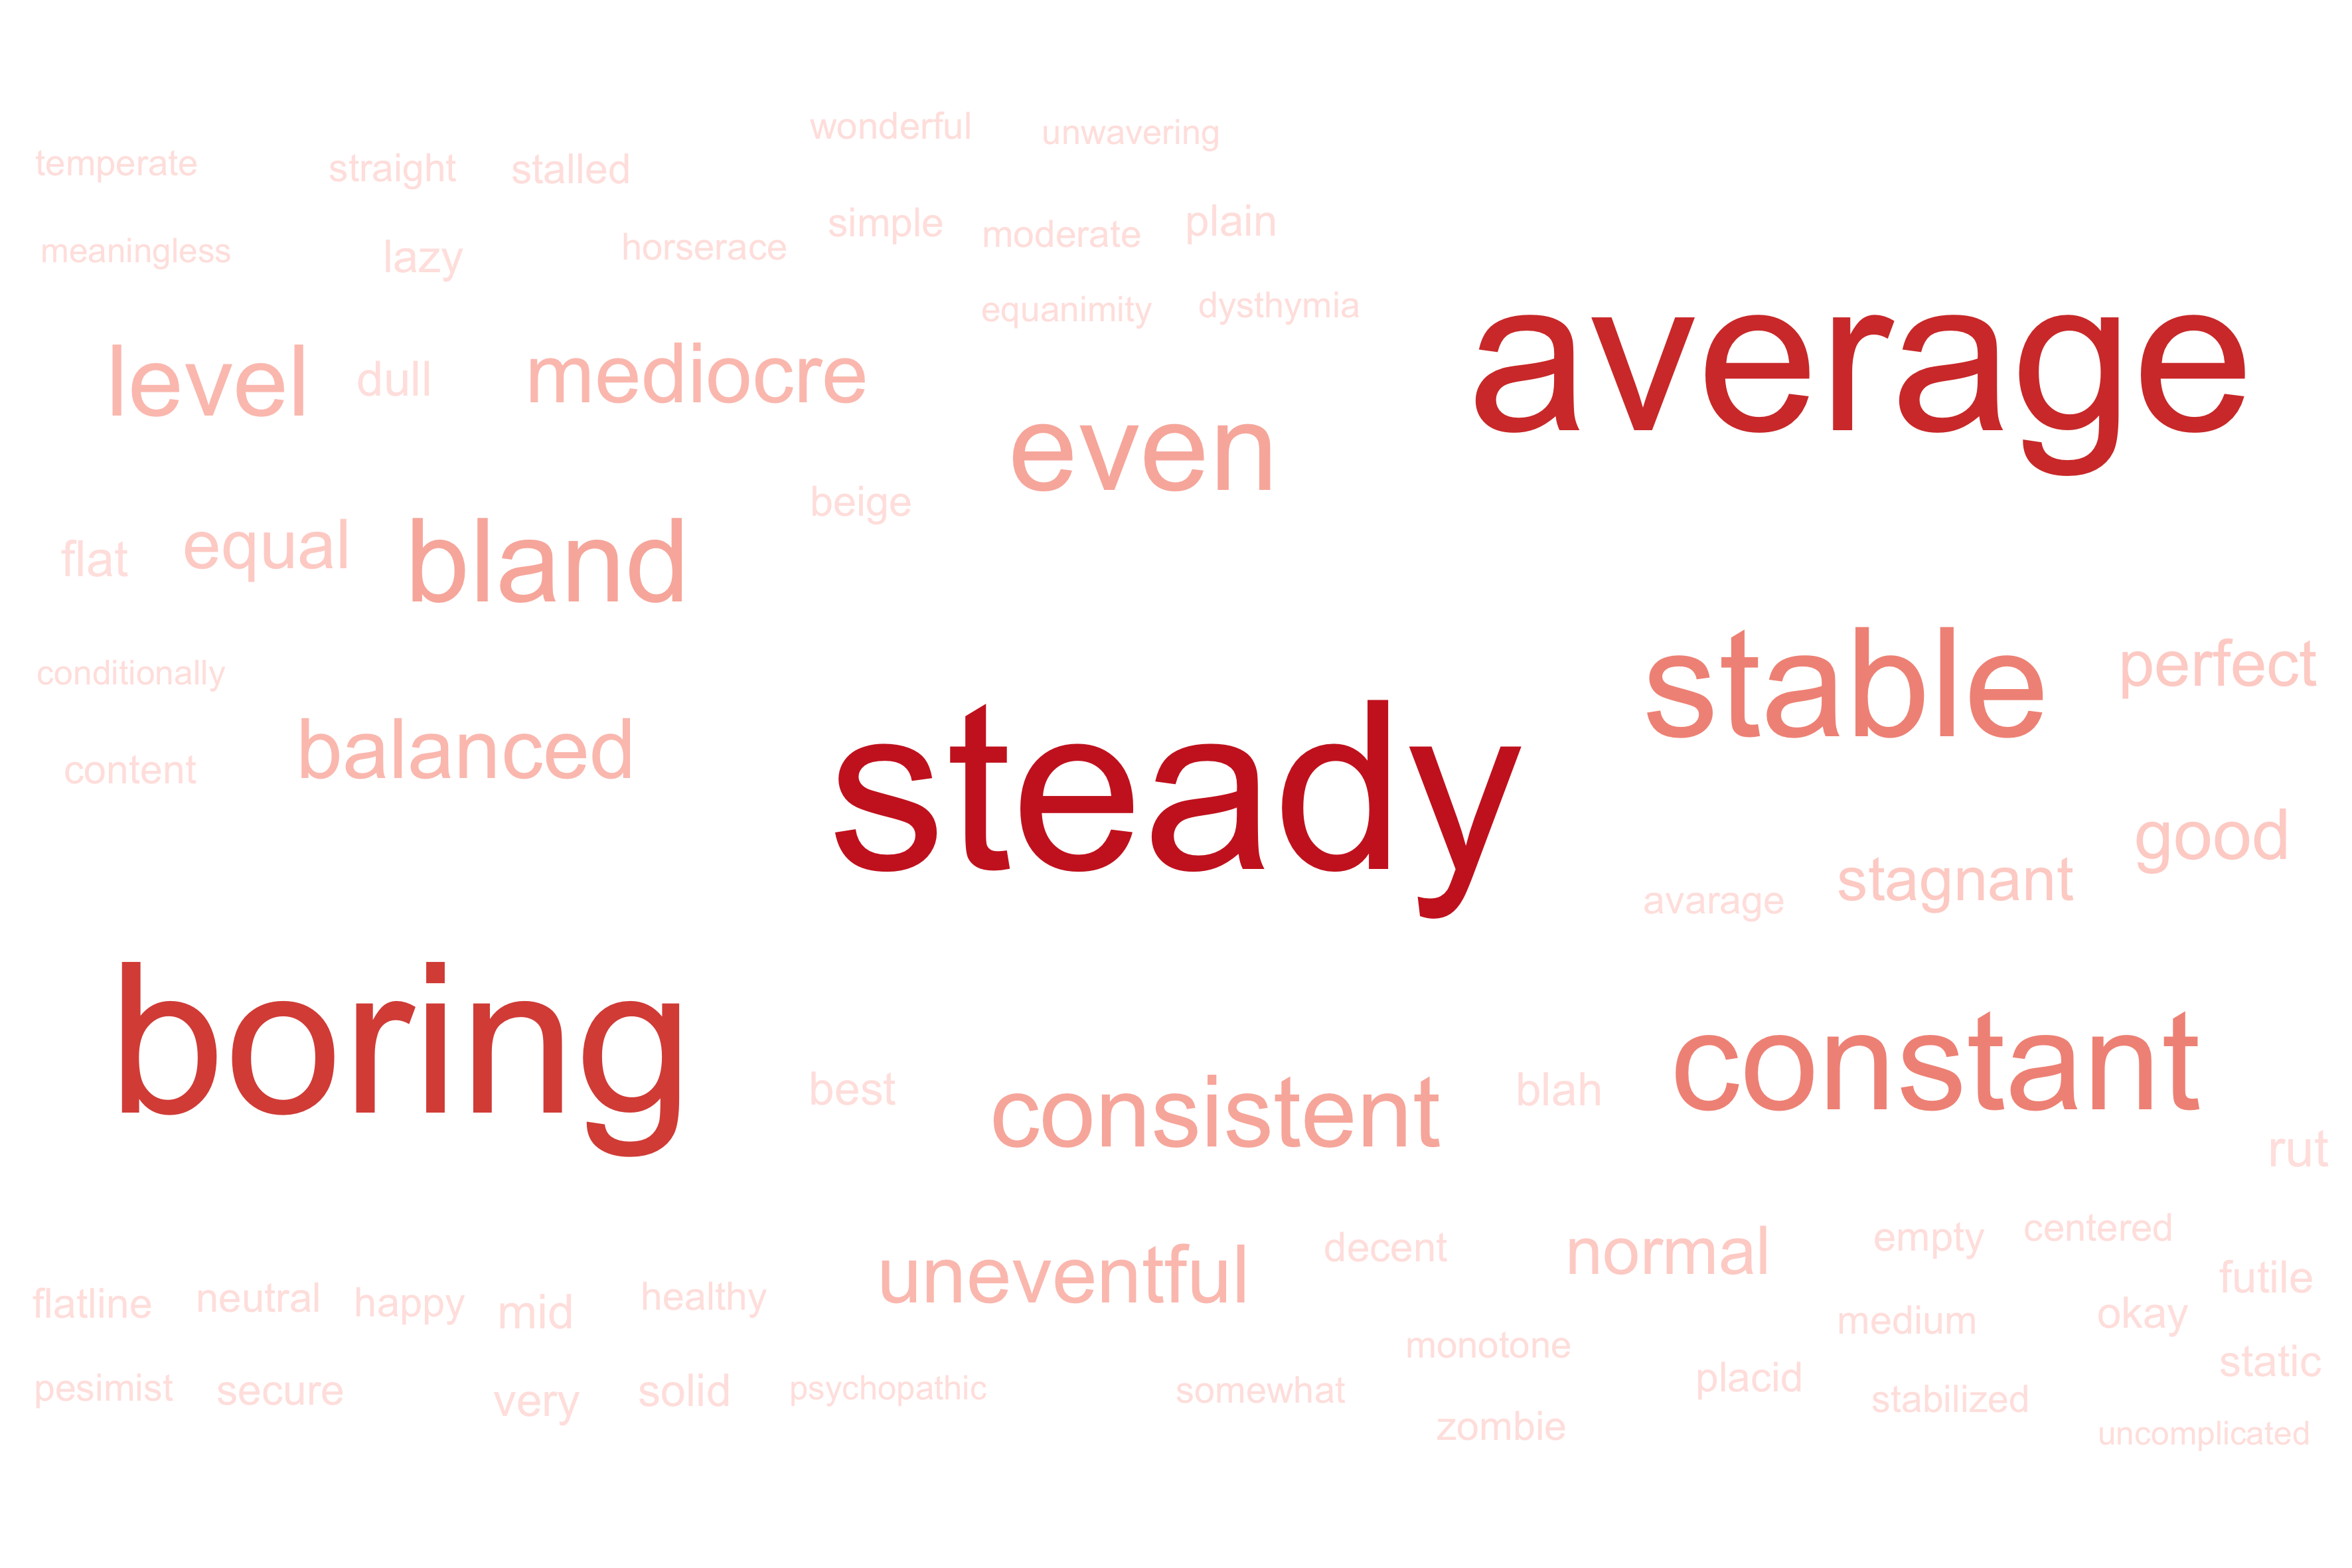 wonderful unwavering
temperate straight stalled
simple moderate plain
meaningless lazy horserace
equanimity dysthymia
average
level dull mediocre
even
beige
flat equal bland
stable perfect
conditionally
balanced
content
steady
good
avarage stagnant
boring
constant
best consistent blah
rut
uneventful decent normal empty centered
flatline neutral happy mid healthy
futile
medium okay
monotone
static
pesimist secure very solid psychopathic somewhat placid stabilized
zombie uncomplicated